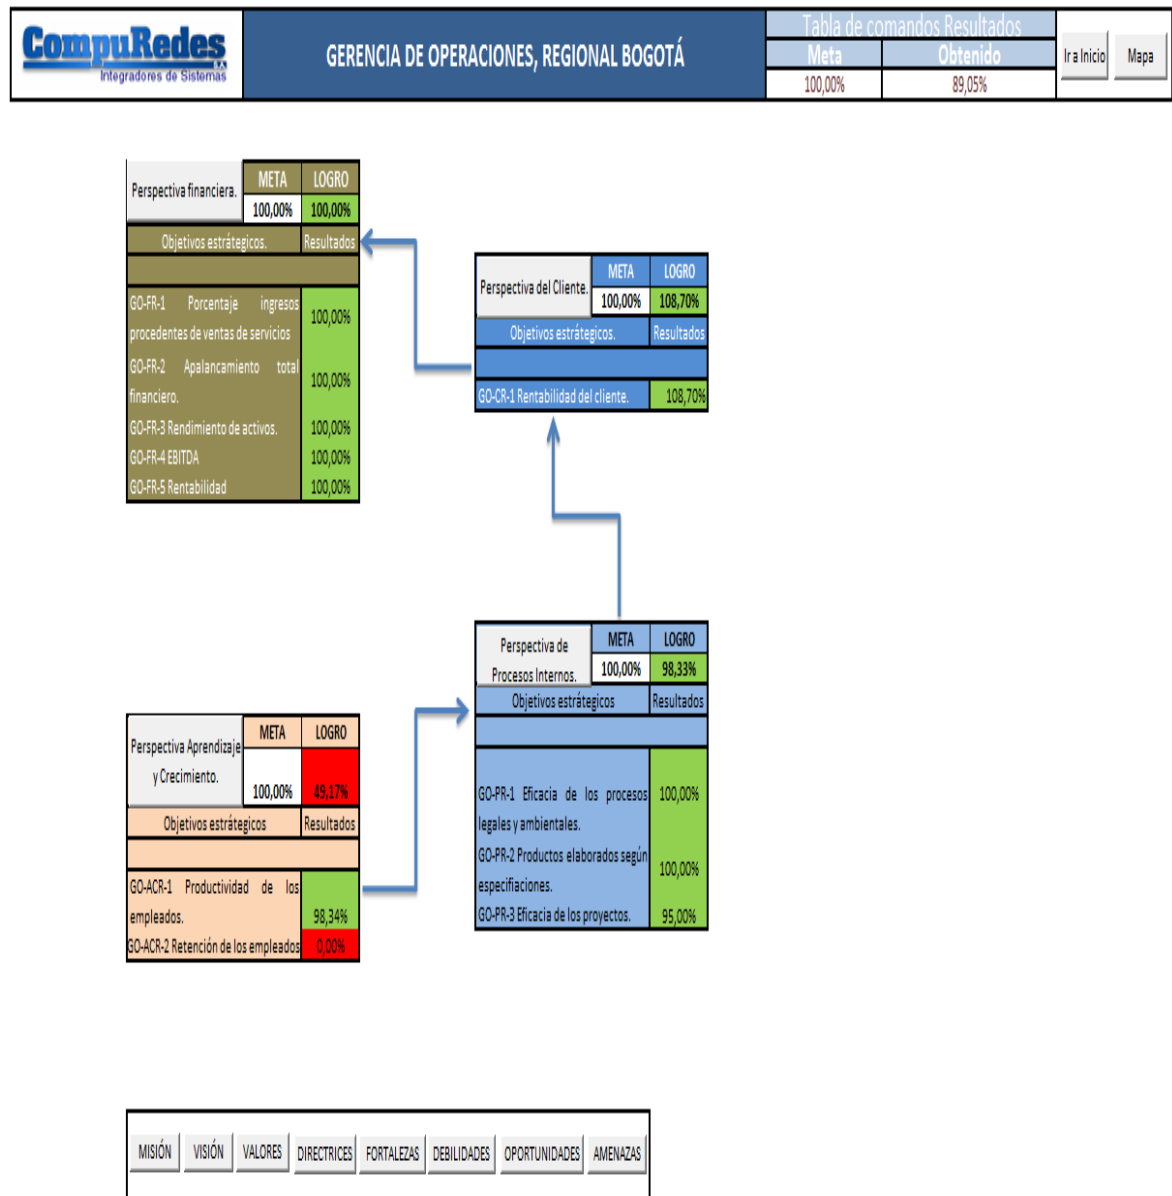 CompuRedes
S.A
Integradores de Sistemas
GERENCIA DE OPERACIONES, REGIONAL BOGOTÁ
Tabla de comandos Resultados
Meta Obtenido
100,00% 89,05%
Ir a Inicio Mapa
Perspectiva financiera.
META LOGRO
100,00% 100,00%
Objetivos estrátegicos. Resultados
GO-FR-1 Porcentaje ingresos
procedentes de ventas de servicios
100,00%
GO-FR-2 Apalancamiento total
financiero.
100,00%
GO-FR-3 Rendimiento de activos. 100,00%
GO-FR-4 EBITDA 100,00%
GO-FR-5 Rentabilidad 100,00%
Perspectiva del Cliente.
META LOGRO
100,00% 108,70%
Objetivos estrátegicos. Resultados
GO-CR-1 Rentabilidad del cliente. 108,70%
Perspectiva de
Procesos Internos.
META LOGRO
100,00% 98,33%
Objetivos estrátegicos Resultados
GO-PR-1 Eficacia de los procesos
legales y ambientales.
100,00%
GO-PR-2 Productos elaborados según
especifiaciones.
100,00%
GO-PR-3 Eficacia de los proyectos. 95,00%
Perspectiva Aprendizaje
y Crecimiento.
META LOGRO
100,00% 49,17%
Objetivos estrátegicos Resultados
GO-ACR-1 Productividad de los
empleados. 98,34%
GO-ACR-2 Retención de los empleados 0,00%
MISIÓN VISIÓN VALORES DIRECTRICES FORTALEZAS DEBILIDADES OPORTUNIDADES AMENAZAS